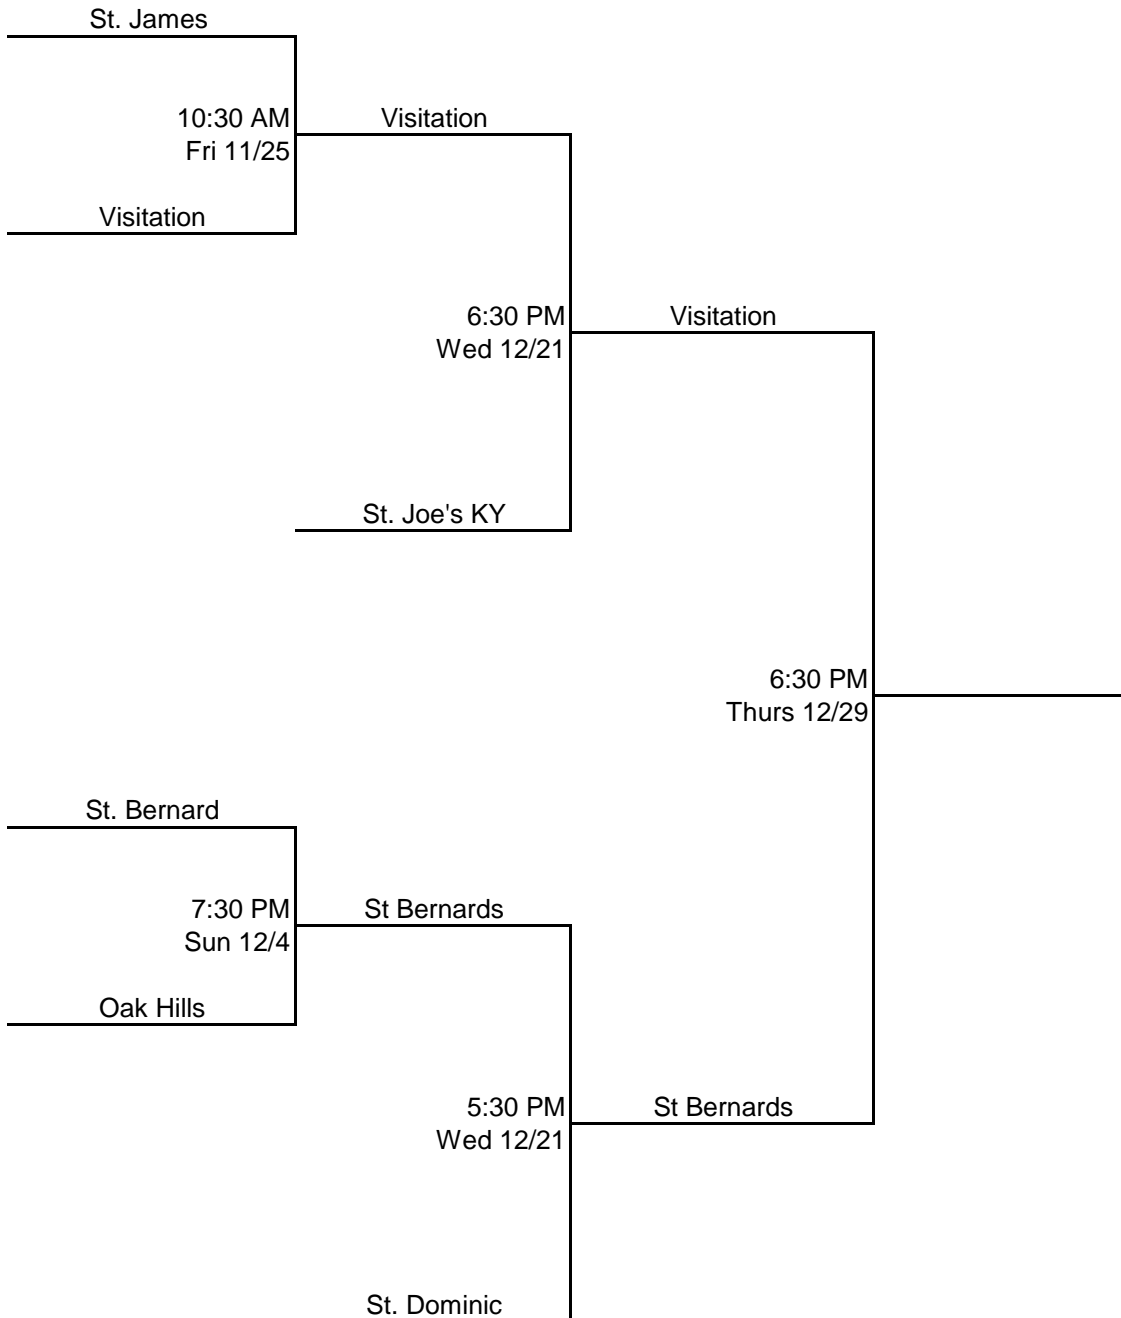 St. James
10:30 AM
Visitation
Fri 11/25
Visitation
6:30 PM
Visitation
Wed 12/21
St. Joe's KY
6:30 PM
Thurs 12/29
St. Bernard
7:30 PM
St Bernards
Sun 12/4
Oak Hills
5:30 PM
St Bernards
Wed 12/21
St. Dominic